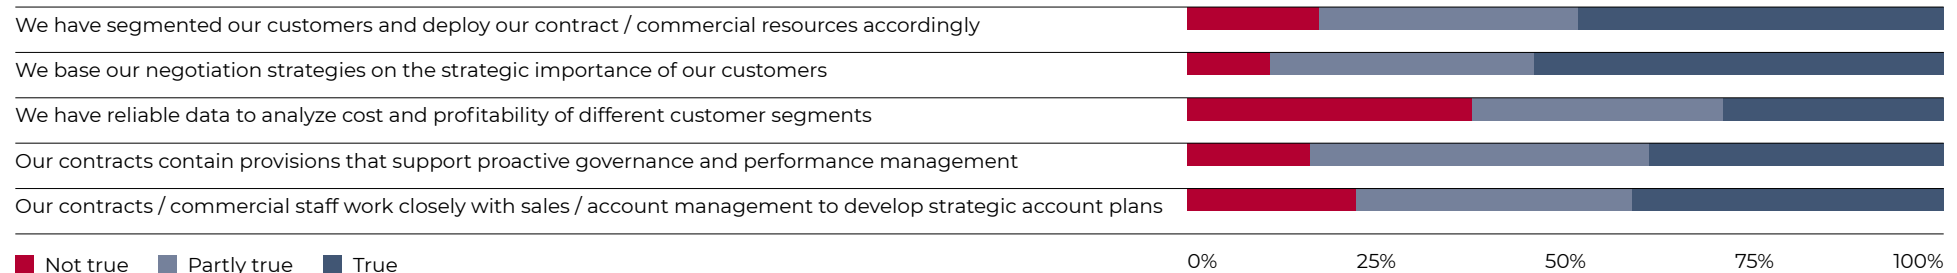 We have segmented our customers and deploy our contract / commercial resources accordingly
We base our negotiation strategies on the strategic importance of our customers
We have reliable data to analyze cost and profitability of different customer segments
Our contracts contain provisions that support proactive governance and performance management
Our contracts / commercial staff work closely with sales / account management to develop strategic account plans
Not true Partly true True 0% 25% 50% 75% 100%